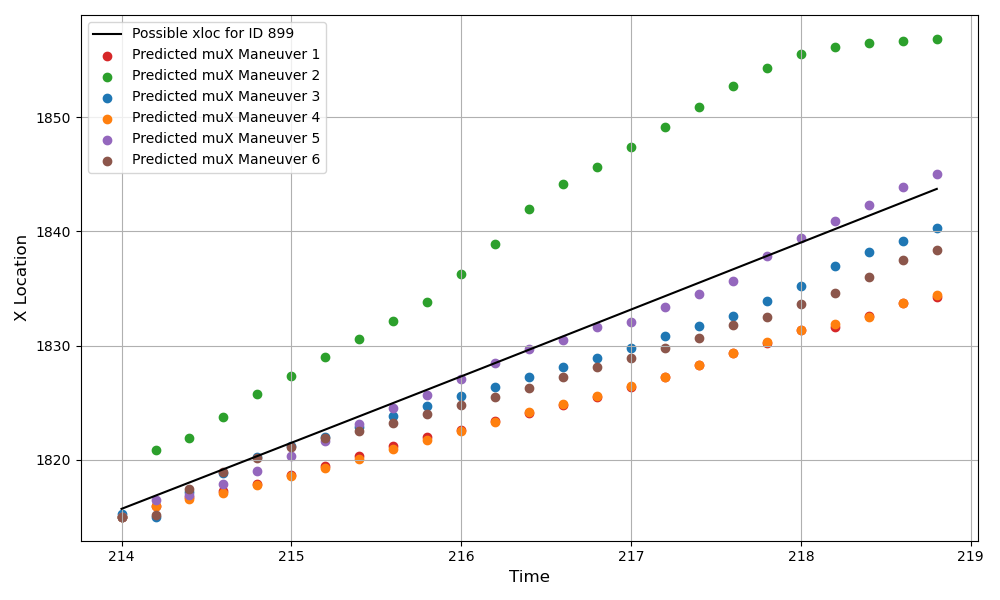 Possible xloc for ID 899
Predicted muX Maneuver 1
Predicted muX Maneuver 2
Predicted muX Maneuver 3
Predicted muX Maneuver 4
Predicted muX Maneuver 5
Predicted muX Maneuver 6
1850
1840
1830
1820
X Location
214
215
216
217
218
219
Time